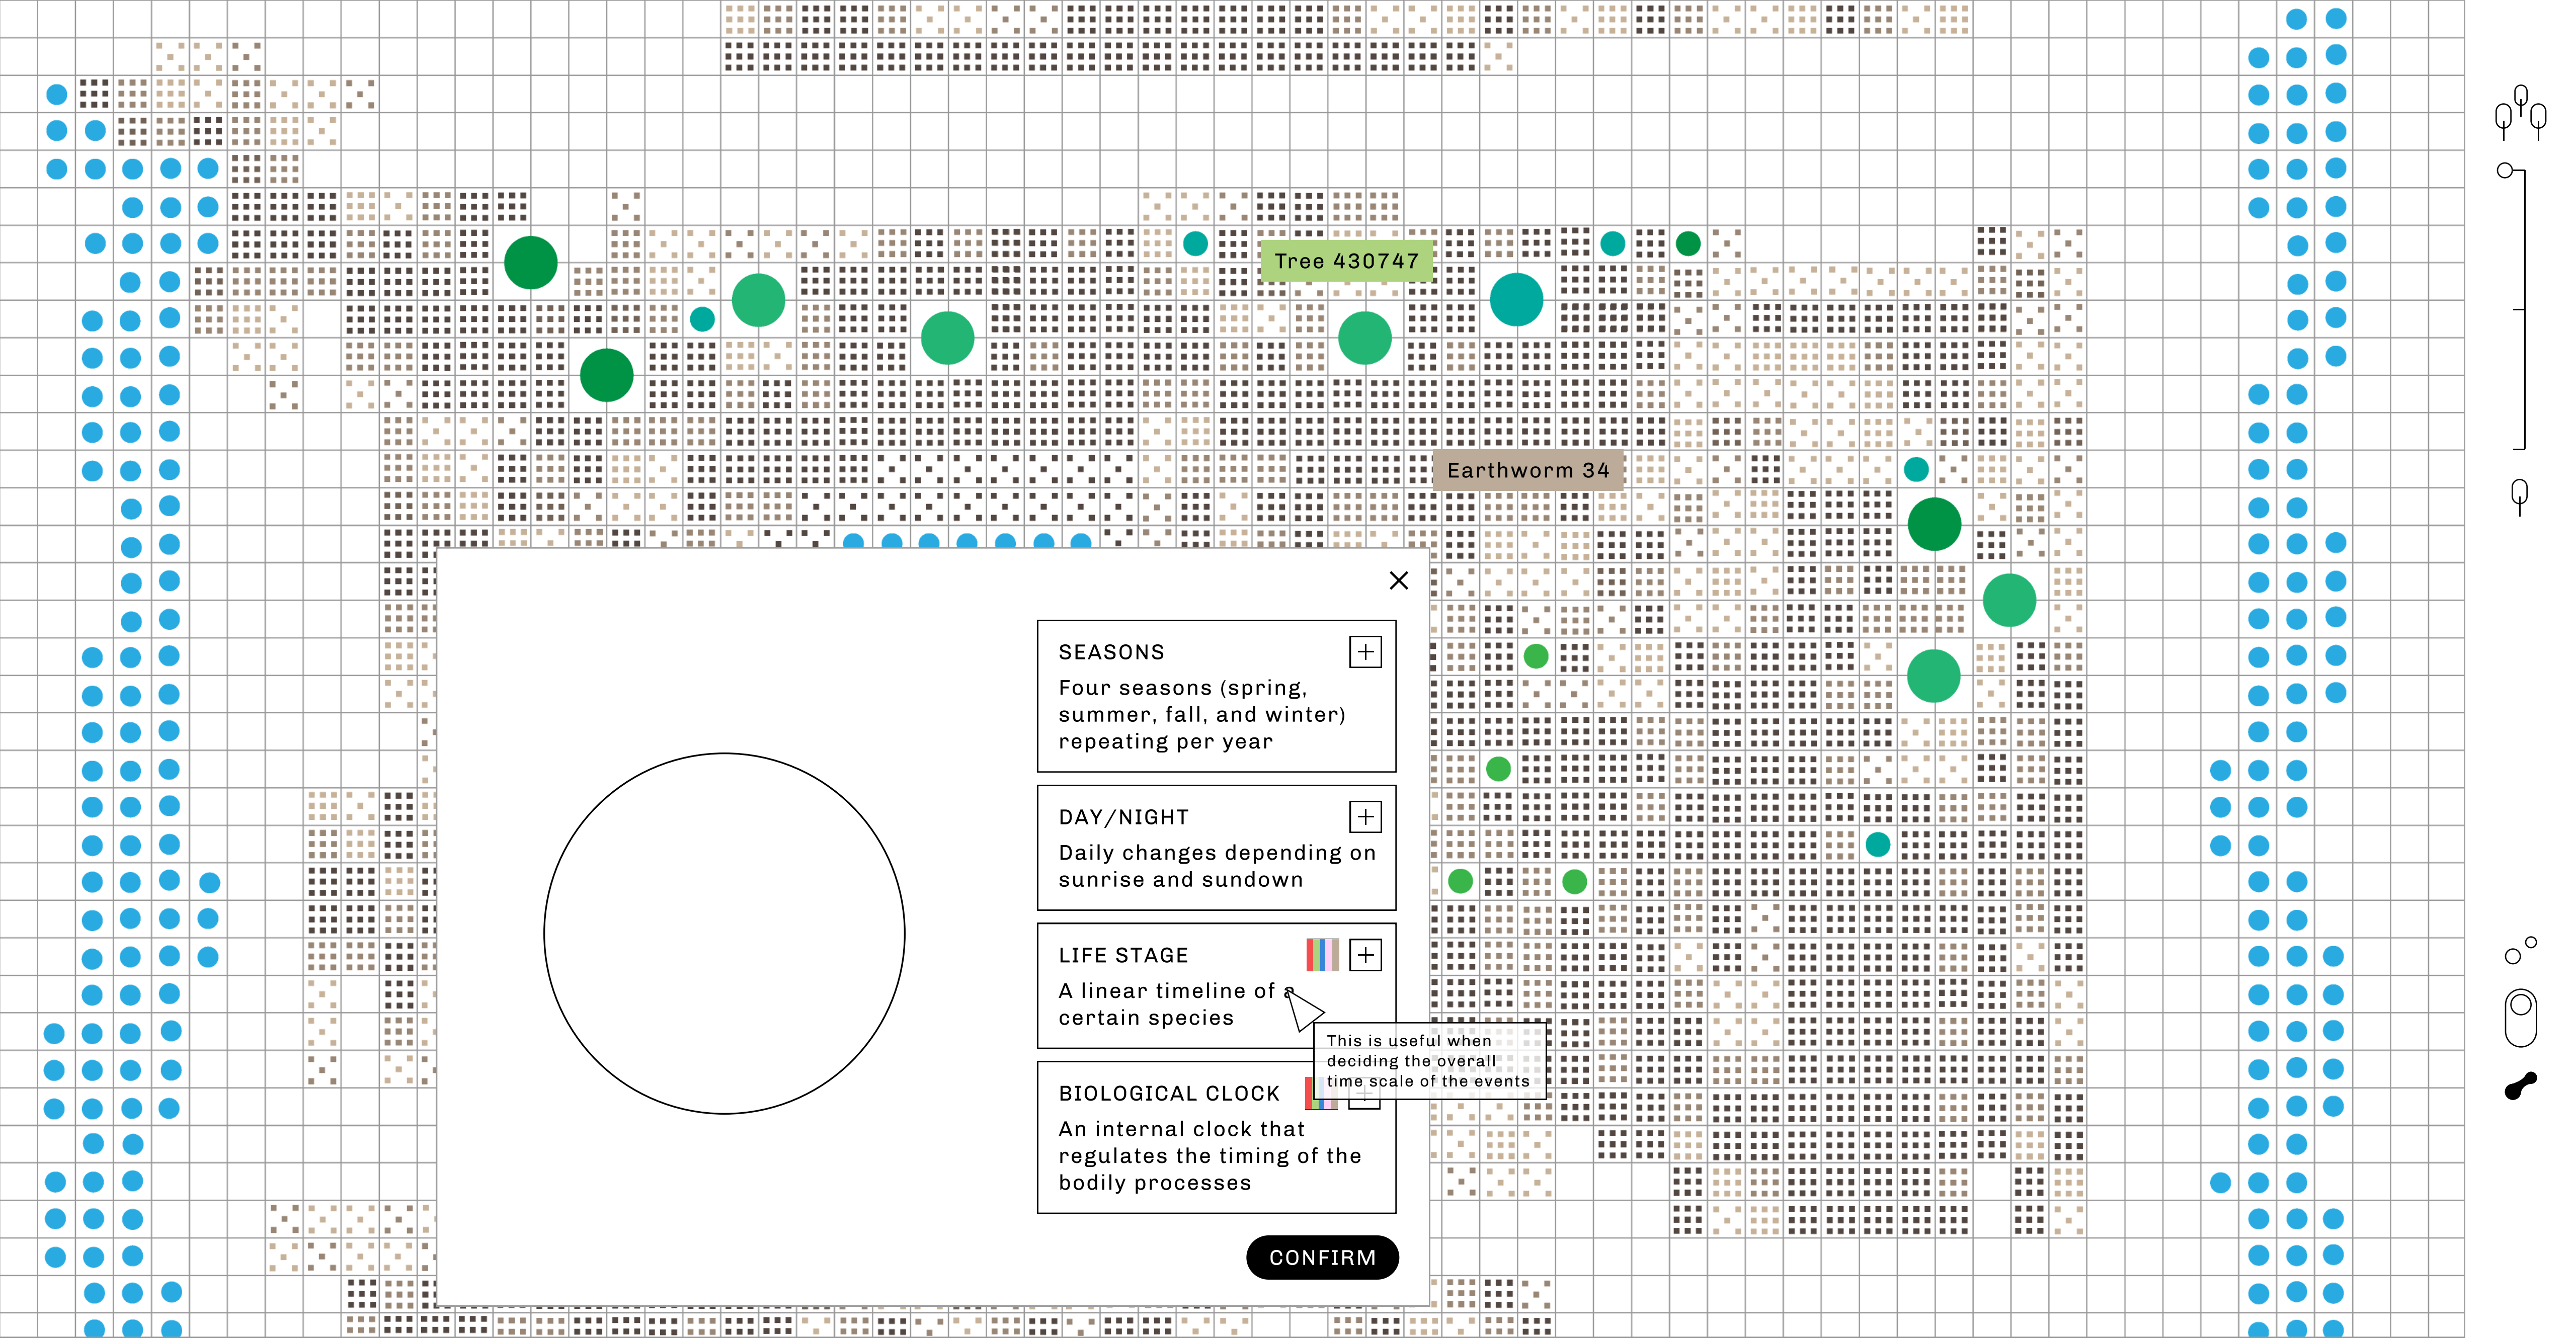 Tree 430747
Earthworm 34
SEASONS
Four seasons (spring,
summer, fall, and winter)
repeating per year
DAY/NIGHT
Daily changes depending on
sunrise and sundown
LIFE STAGE
A linear timeline of a
certain species
This is useful when
deciding the overall
time scale of the events
BIOLOGICAL CLOCK
An internal clock that
regulates the timing of the
bodily processes
CONFIRM